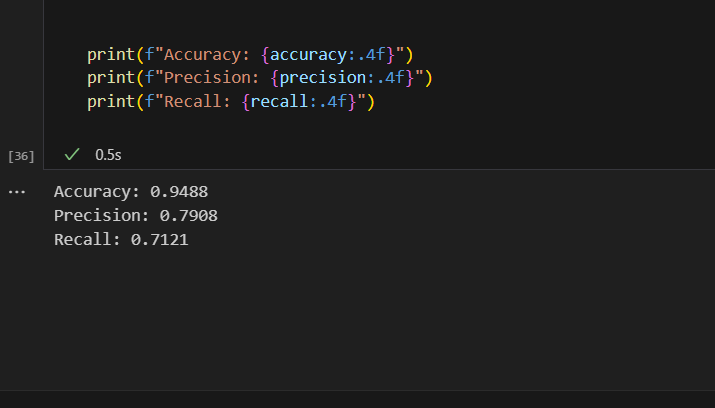 print(f"Accuracy: {accuracy:.4f}")
print(f"Precision: {precision:.4f}")
print(f"Recall: {recall:.4f}")
[36] 0.5s
Accuracy: 0.9488
Precision: 0.7908
Recall: 0.7121